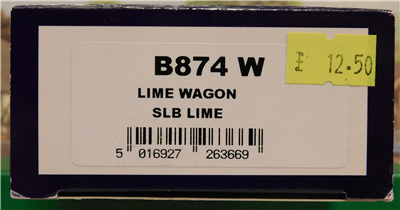 B874 W
£ 12.50
LIME WAGON
SLB LIME
5 016927 263669